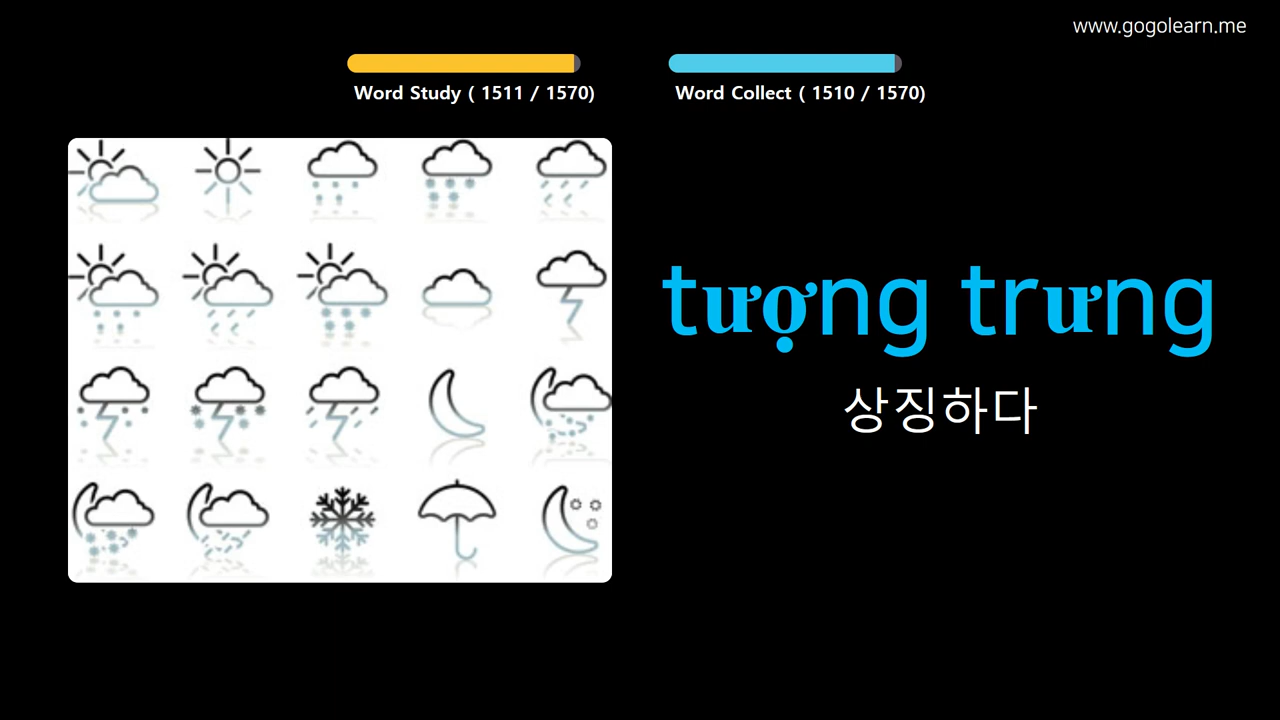 www.gogolearn.me
Word Study ( 1511 / 1570)
Word Collect ( 1510 / 1570)
tượng trưng
상징하다